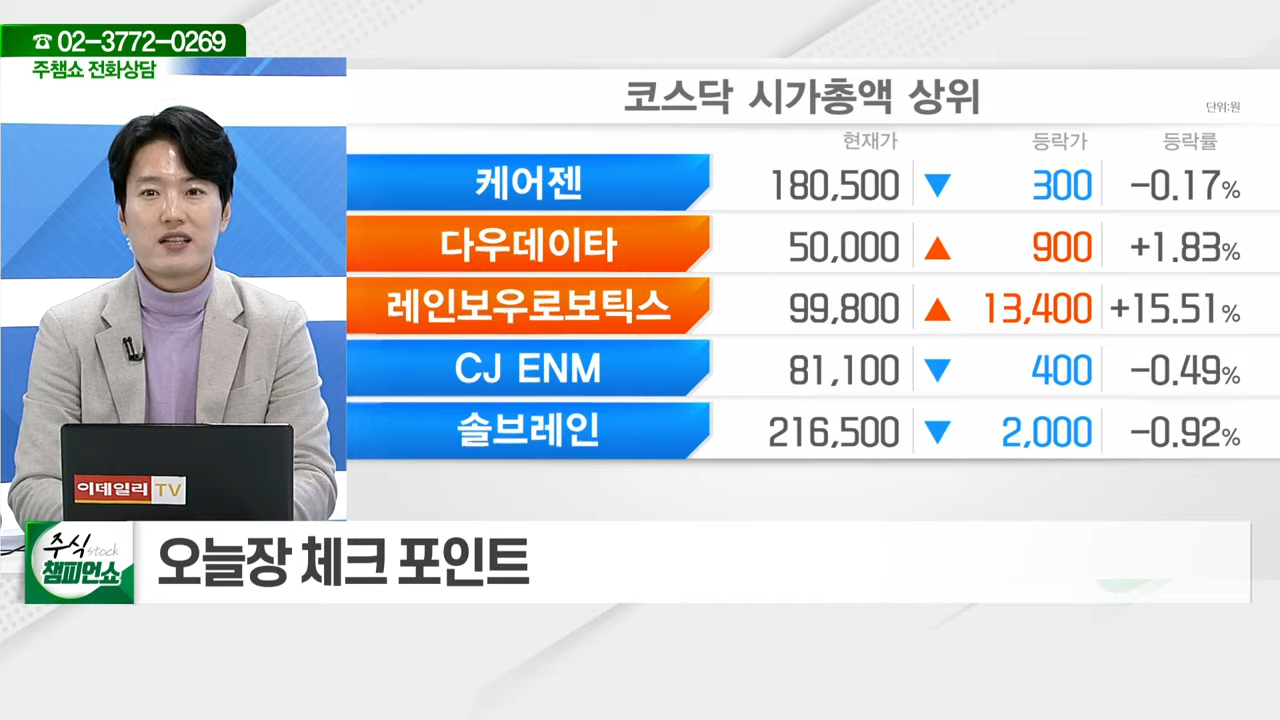 ☎ 02-3772-0269
주챔쇼 전화상담
코스닥 시가총액 상위
단위:원
현재가 등락가 등락률
케어젠 180,500 ▼ 300 -0.17%
다우데이타 50,000 ▲ 900 +1.83%
레인보우로보틱스 99,800 ▲ 13,400 +15.51%
CJ ENM 81,100 ▼ 400 -0.49%
솔브레인 216,500 ▼ 2,000 -0.92%
이데일리 TV
주식 stock
챔피언쇼
오늘장 체크 포인트